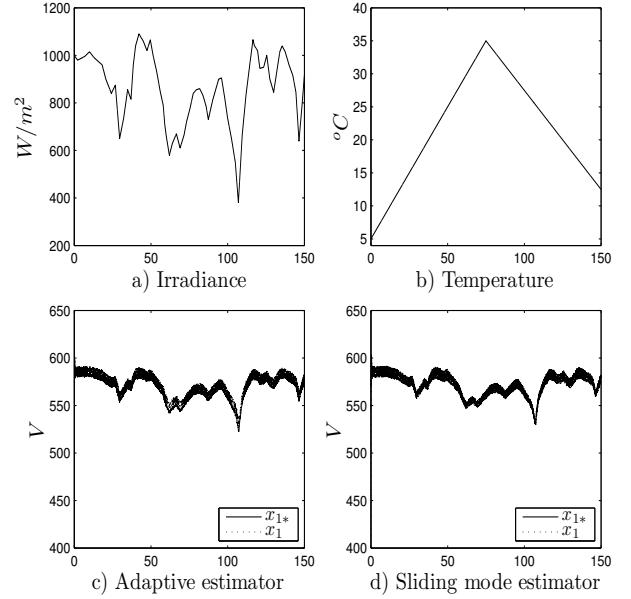 1200
1000
800
600
400
200
W/m²
0 50 100 150
a) Irradiance
40
35
30
25
20
15
10
5
°C
0 50 100 150
b) Temperature
650
600
550
500
450
400
V
x₁*
x₁
0 50 100 150
c) Adaptive estimator
650
600
550
500
450
400
V
x₁*
x₁
0 50 100 150
d) Sliding mode estimator